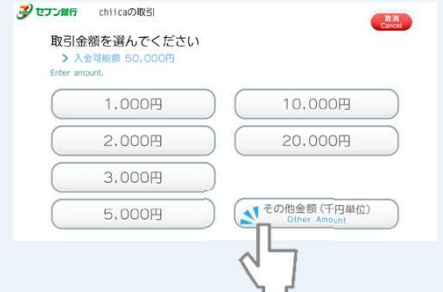 セブン銀行 chiicaの取引
取消
Cancel
取引金額を選んでください
> 入金可能額 50,000円
Enter amount.
1,000円
10,000円
2,000円
20,000円
3,000円
5,000円
その他金額(千円単位)
Other Amount